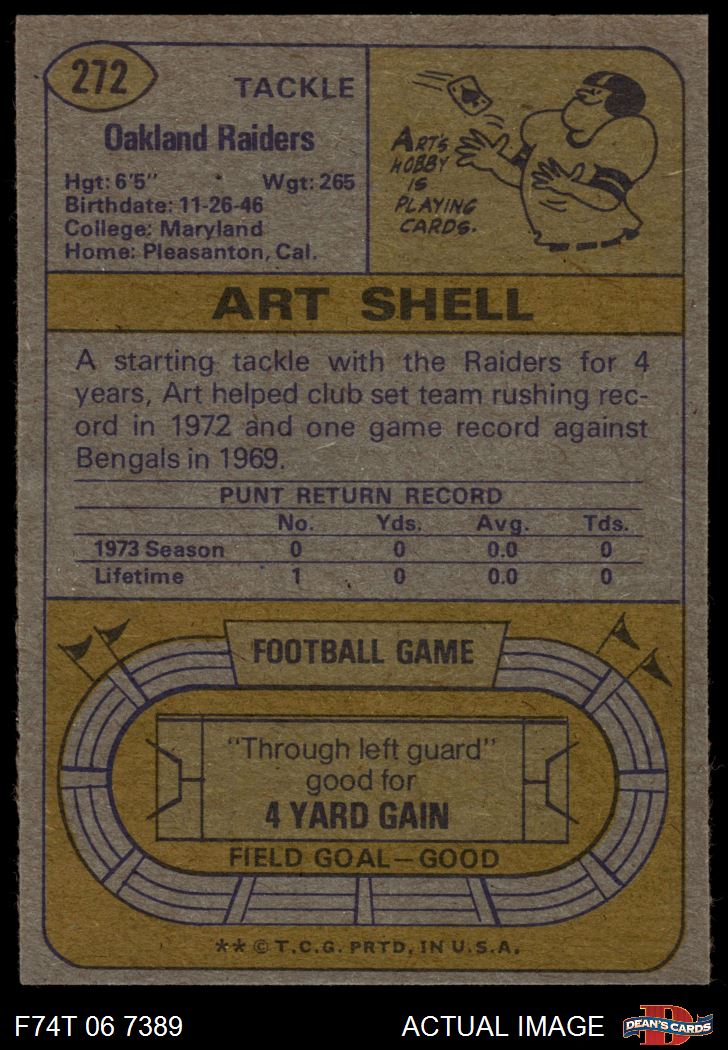 272
TACKLE
Oakland Raiders
Hgt: 6'5" Wgt: 265
Birthdate: 11-26-46
College: Maryland
Home: Pleasanton, Cal.
ART'S
HOBBY
IS
PLAYING
CARDS.
ART SHELL
A starting tackle with the Raiders for 4
years, Art helped club set team rushing rec-
ord in 1972 and one game record against
Bengals in 1969.
PUNT RETURN RECORD
No. Yds. Avg. Tds.
1973 Season 0 0 0.0 0
Lifetime 1 0 0.0 0
FOOTBALL GAME
"Through left guard"
good for
4 YARD GAIN
FIELD GOAL—GOOD
** © T.C.G. PRTD. IN U.S.A.
F74T 06 7389 ACTUAL IMAGE
DEAN'S CARDS